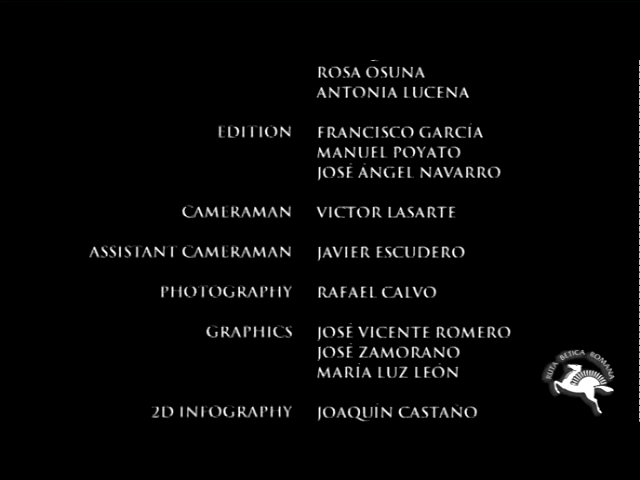 ROSA OSUNA
ANTONIA LUCENA
EDITION FRANCISCO GARCÍA
MANUEL POYATO
JOSÉ ÁNGEL NAVARRO
CAMERAMAN VICTOR LASARTE
ASSISTANT CAMERAMAN JAVIER ESCUDERO
PHOTOGRAPHY RAFAEL CALVO
GRAPHICS JOSÉ VICENTE ROMERO
JOSÉ ZAMORANO
MARÍA LUZ LEÓN
RUTA BETICA ROMANA
2D INFOGRAPHY JOAQUÍN CASTAÑO